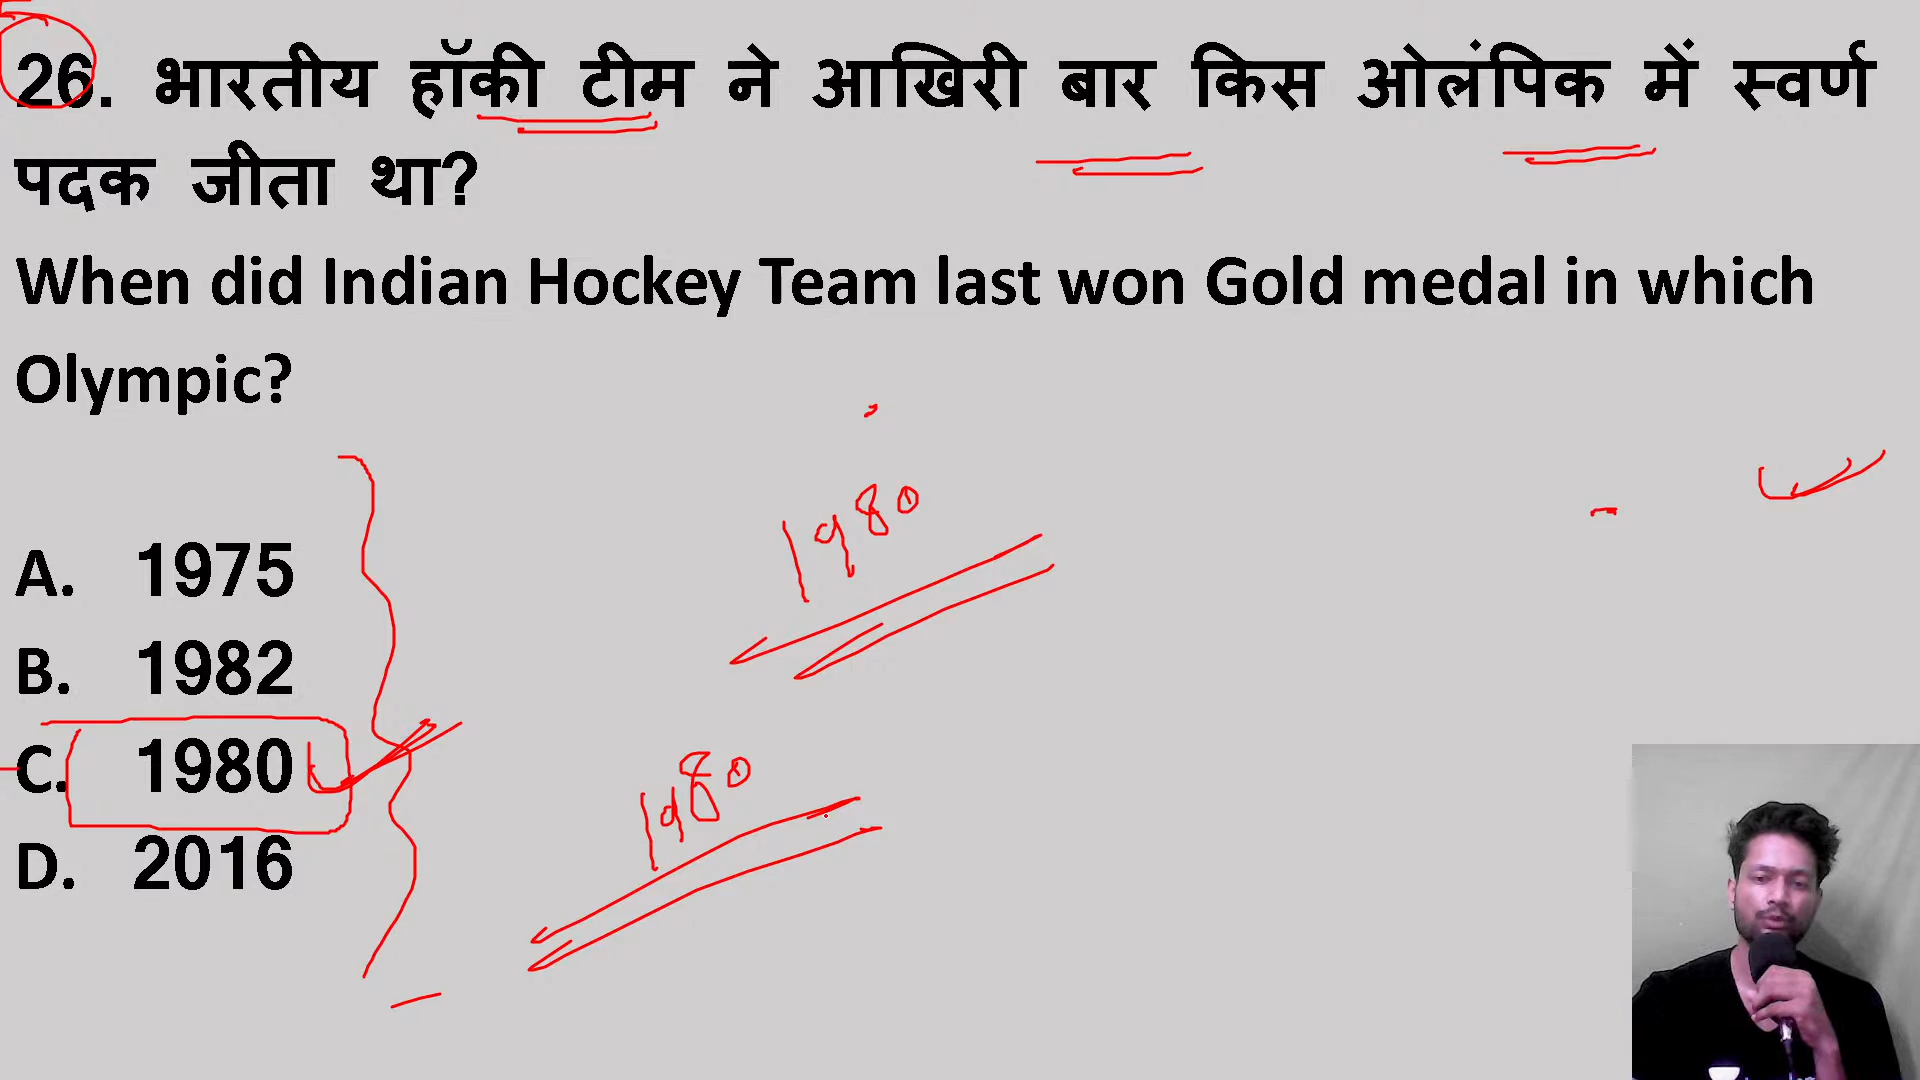 26. भारतीय हॉकी टीम ने आखिरी बार किस ओलंपिक में स्वर्ण
पदक जीता था?
When did Indian Hockey Team last won Gold medal in which
Olympic?
1980
A. 1975
B. 1982
C. 1980
1980
D. 2016